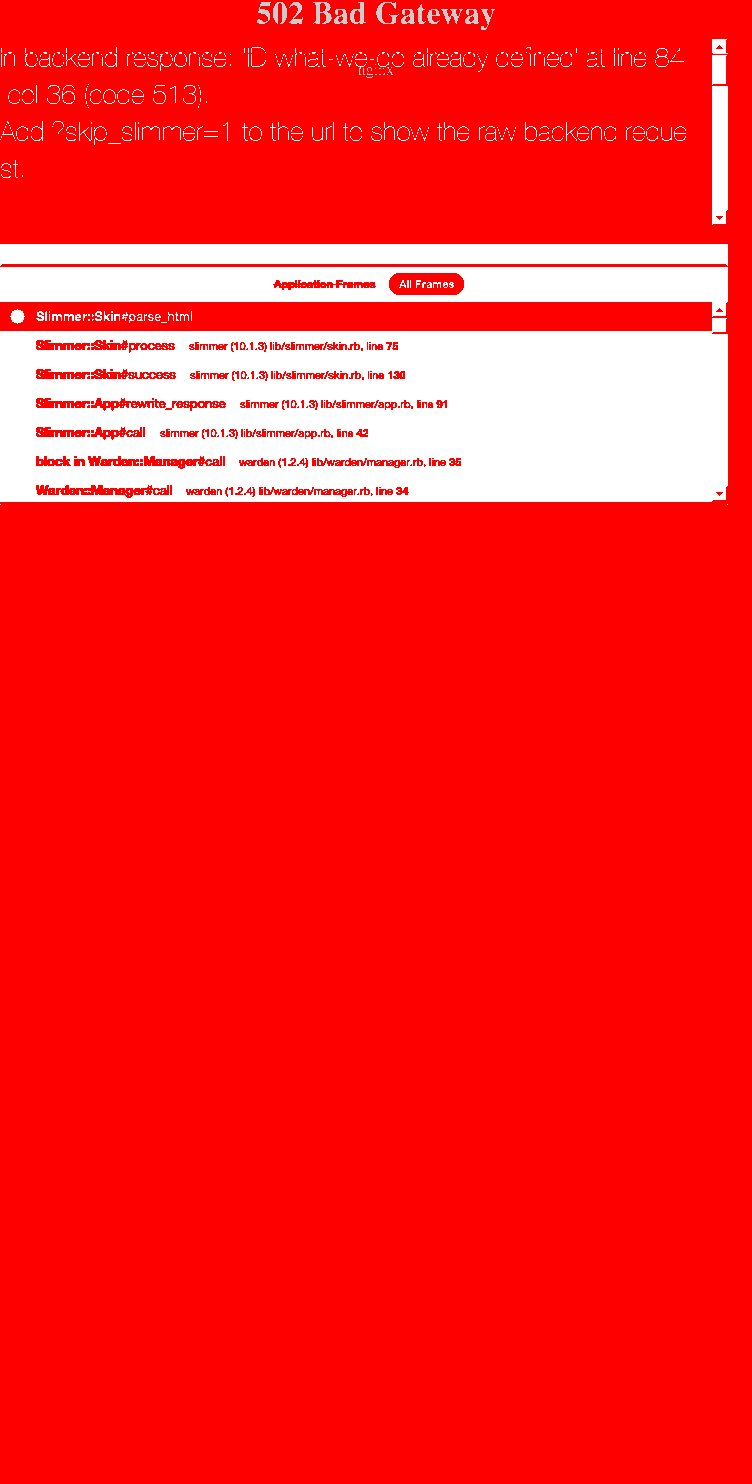 502 Bad Gateway
In backend response: 'ID what-we-do already defined' at line 84
col 36 (code 513).
nginx
Add ?skip_slimmer=1 to the url to show the raw backend reque
st.
Application Frames All Frames
Slimmer::Skin#parse_html
Slimmer::Skin#process slimmer (10.1.3) lib/slimmer/skin.rb, line 75
Slimmer::Skin#success slimmer (10.1.3) lib/slimmer/skin.rb, line 130
Slimmer::App#rewrite_response slimmer (10.1.3) lib/slimmer/app.rb, line 91
Slimmer::App#call slimmer (10.1.3) lib/slimmer/app.rb, line 42
block in Warden::Manager#call warden (1.2.4) lib/warden/manager.rb, line 35
Warden::Manager#call warden (1.2.4) lib/warden/manager.rb, line 34